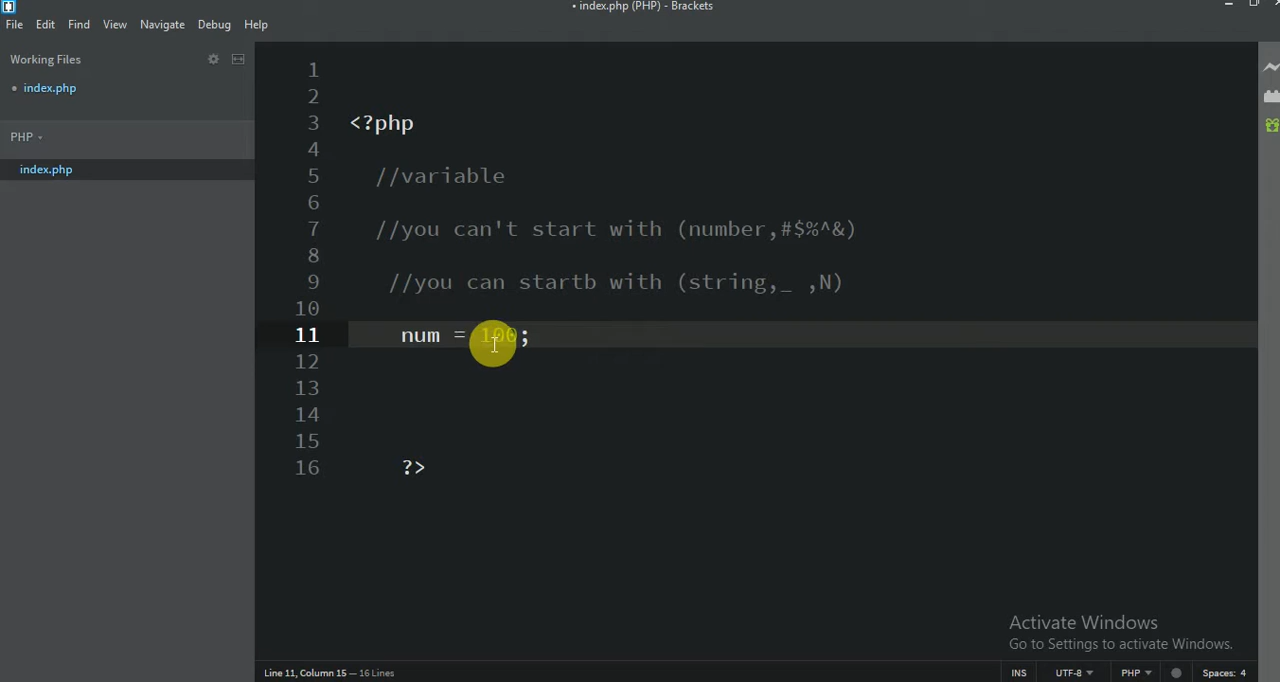 • index.php (PHP) - Brackets
File Edit Find View Navigate Debug Help
Working Files
• index.php
PHP
index.php
1
2
3 <?php
4
5 //variable
6
7 //you can't start with (number,#$%^&)
8
9 //you can startb with (string,_ ,N)
10
11 num = 100;
12
13
14
15
16 ?>
Activate Windows
Go to Settings to activate Windows.
Line 11, Column 15 — 16 Lines INS UTF-8 PHP Spaces: 4